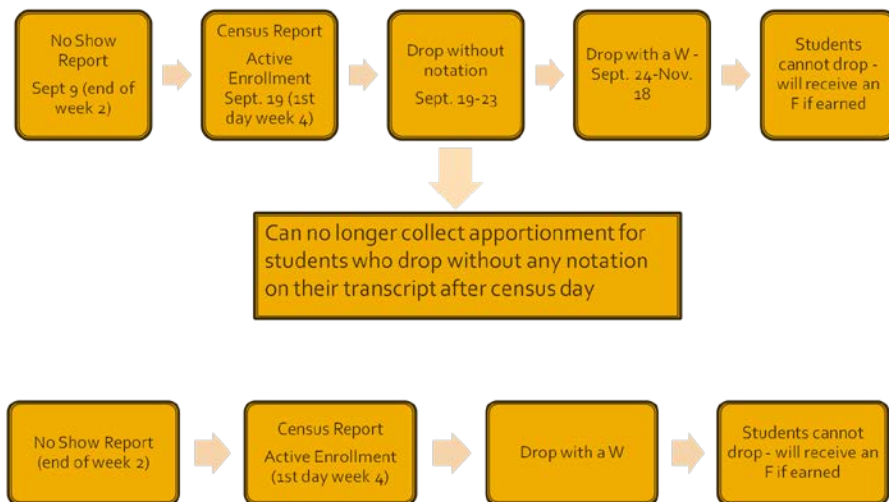 No Show
Report
Sept 9 (end of
week 2)
Census Report
Active
Enrollment
Sept. 19 (1st
day week 4)
Drop without
notation
Sept. 19-23
Drop with a W -
Sept. 24-Nov.
18
Students
cannot drop -
will receive an
F if earned
Can no longer collect apportionment for
students who drop without any notation
on their transcript after census day
No Show Report
(end of week 2)
Census Report
Active Enrollment
(1st day week 4)
Drop with a W
Students cannot
drop - will receive an
F if earned